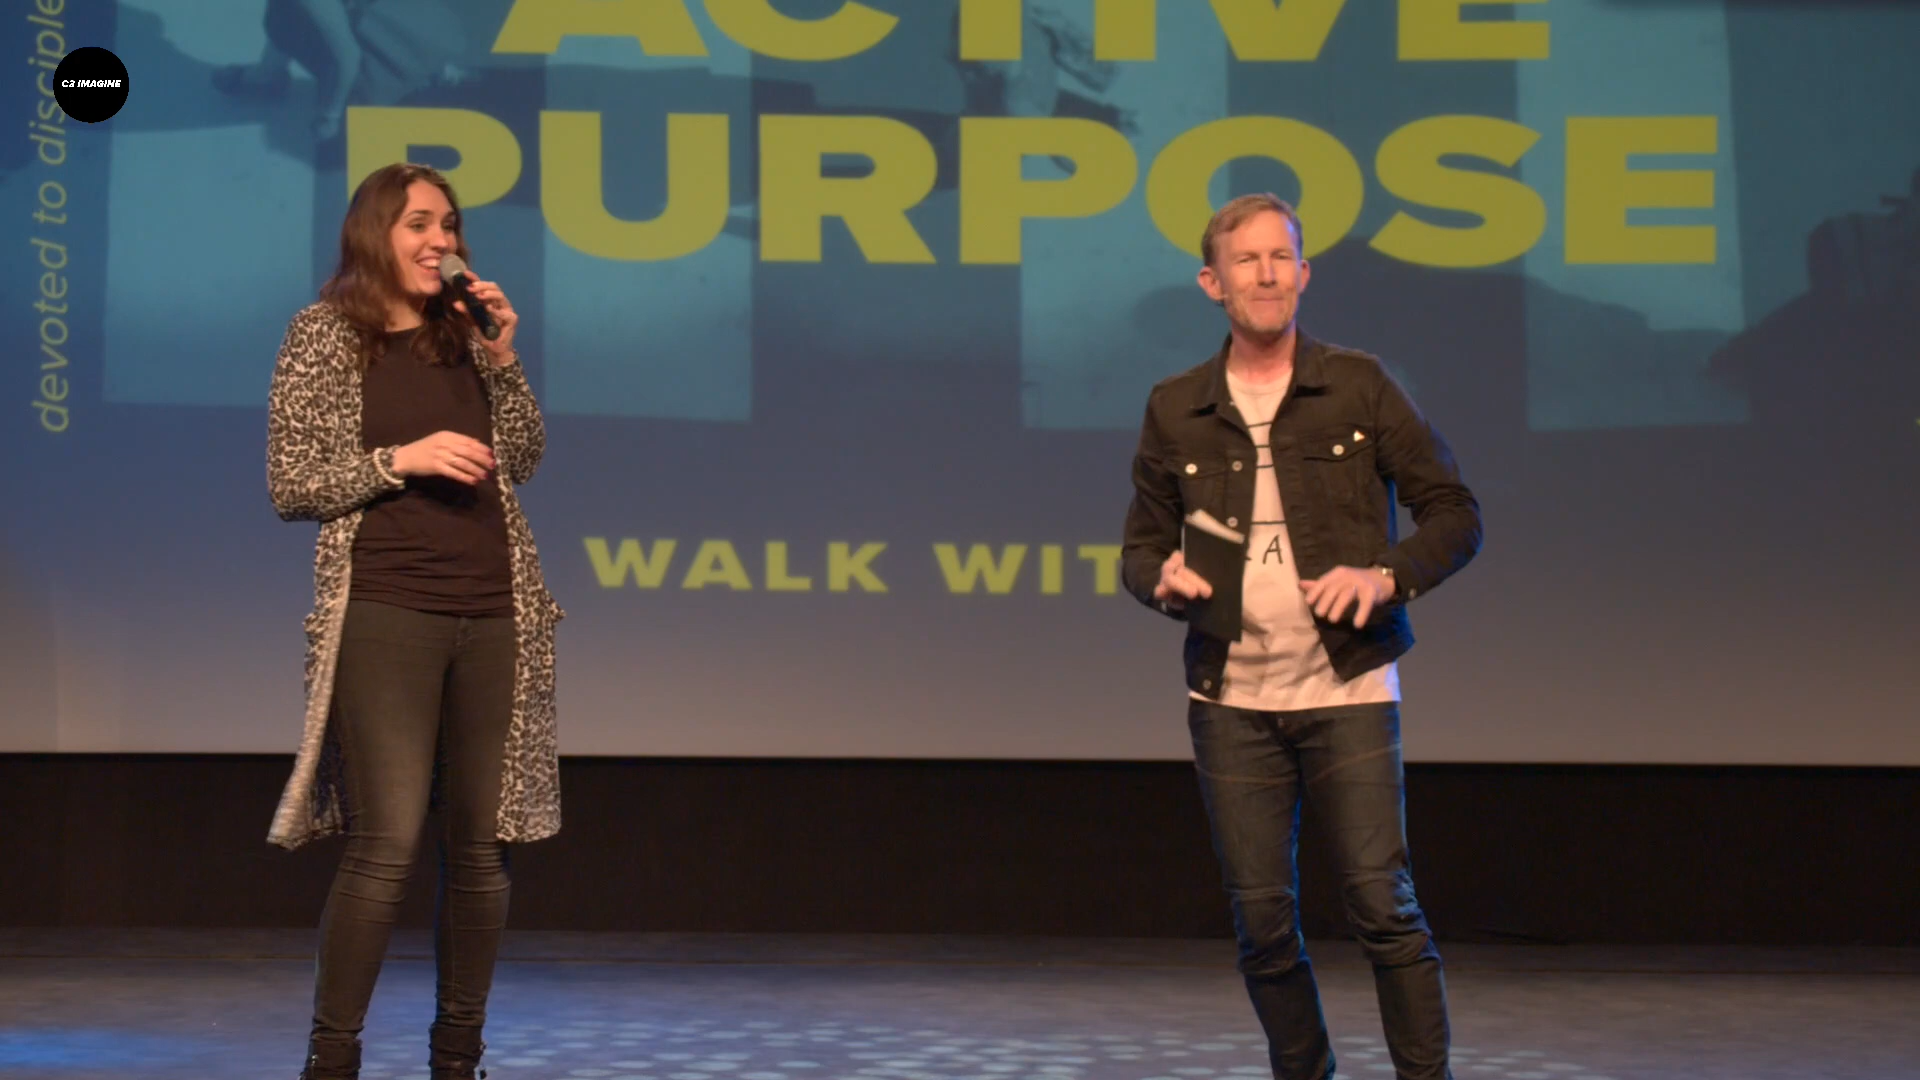 C3 IMAGINE
devoted to disciple
ACTIVE
PURPOSE
WALK WIT
A